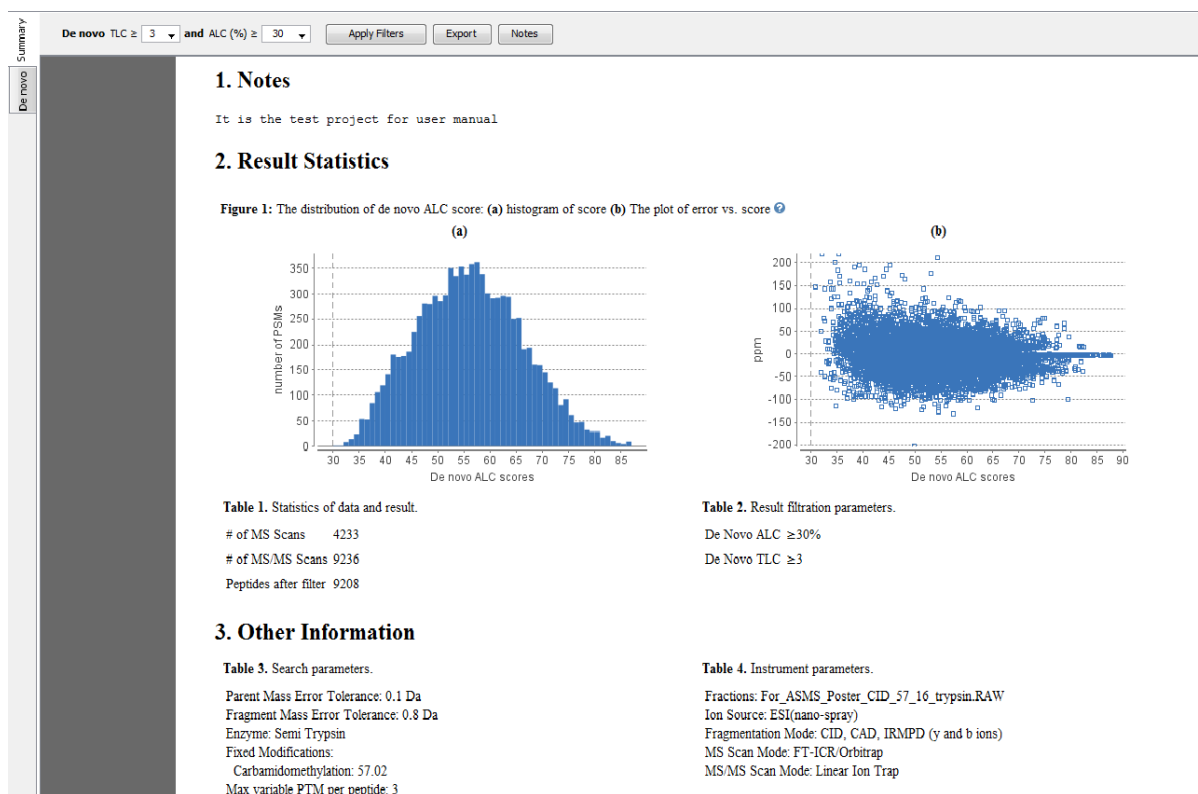 Summary
De novo
De novo TLC ≥ 3 and ALC (%) ≥ 30 Apply Filters Export Notes
1. Notes
It is the test project for user manual
2. Result Statistics
Figure 1: The distribution of de novo ALC score: (a) histogram of score (b) The plot of error vs. score ?
(a)
350
300
250
200
150
100
50
0
number of PSMs
30 35 40 45 50 55 60 65 70 75 80 85
De novo ALC scores
(b)
200
150
100
50
0
-50
-100
-150
-200
ppm
30 35 40 45 50 55 60 65 70 75 80 85 90
De novo ALC scores
Table 1. Statistics of data and result.
# of MS Scans 4233
# of MS/MS Scans 9236
Peptides after filter 9208
Table 2. Result filtration parameters.
De Novo ALC ≥30%
De Novo TLC ≥3
3. Other Information
Table 3. Search parameters.
Parent Mass Error Tolerance: 0.1 Da
Fragment Mass Error Tolerance: 0.8 Da
Enzyme: Semi Trypsin
Fixed Modifications:
Carbamidomethylation: 57.02
Max variable PTM per peptide: 3
Table 4. Instrument parameters.
Fractions: For_ASMS_Poster_CID_57_16_trypsin.RAW
Ion Source: ESI(nano-spray)
Fragmentation Mode: CID, CAD, IRMPD (y and b ions)
MS Scan Mode: FT-ICR/Orbitrap
MS/MS Scan Mode: Linear Ion Trap